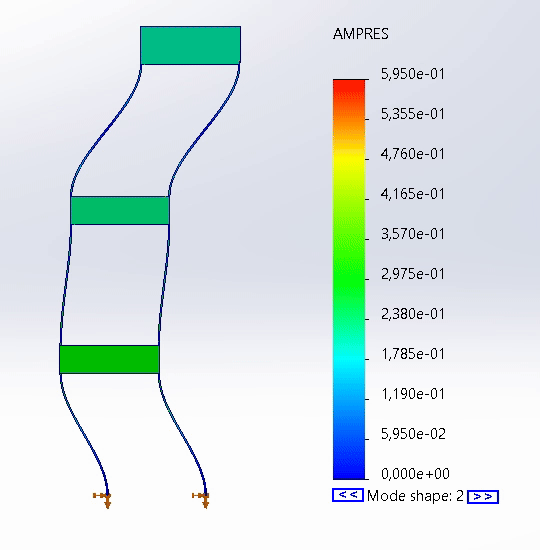 AMPRES
5,950e-01
5,355e-01
4,760e-01
4,165e-01
3,570e-01
2,975e-01
2,380e-01
1,785e-01
1,190e-01
5,950e-02
0,000e+00
<< Mode shape: 2 >>